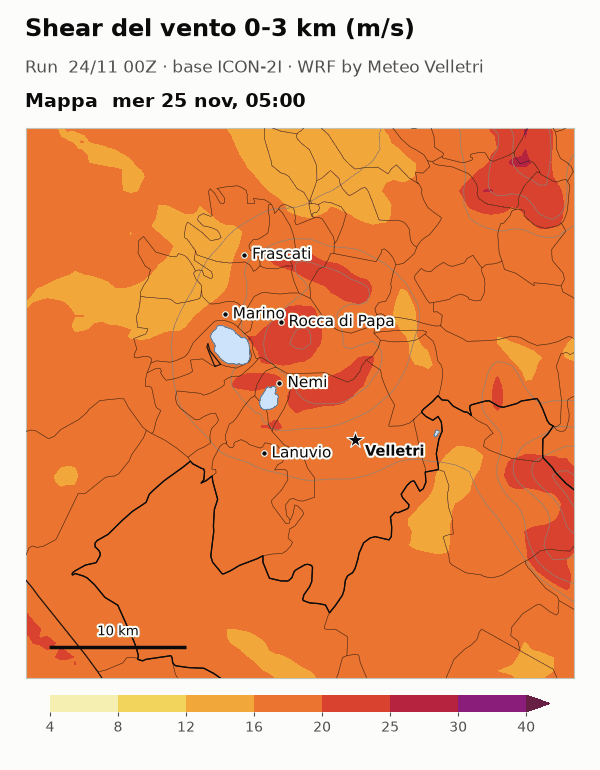 Shear del vento 0-3 km (m/s)
Run  24/11 00Z · base ICON-2I · WRF by Meteo Velletri
Mappa  mer 25 nov, 05:00
Frascati
Marino
Rocca di Papa
Nemi
Velletri
Lanuvio
10 km
4 8 12 16 20 25 30 40